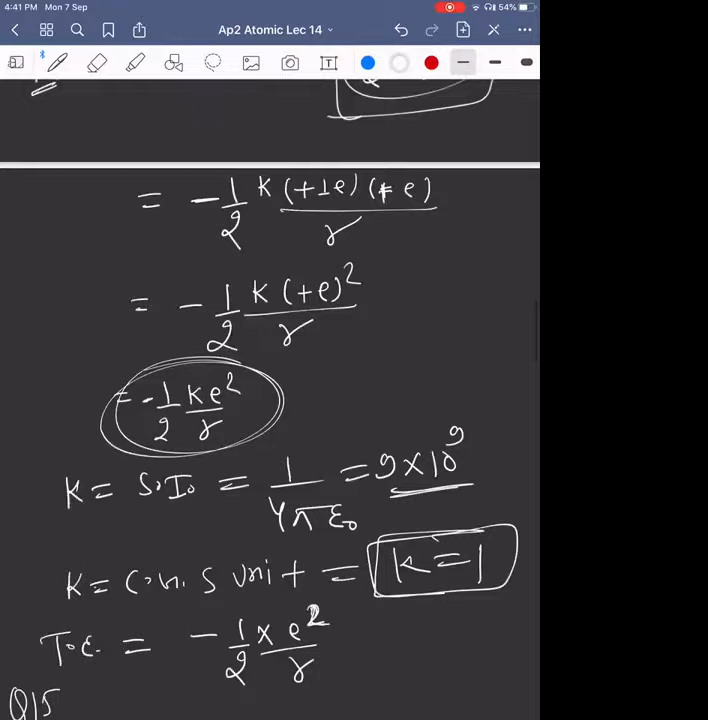 4:41 PM Mon 7 Sep 54%
Ap2 Atomic Lec 14
= -1/2 K(+1e)(+e)/r
= -1/2 K(+e)²/r
= -1/2 Ke²/r
K = S.I. = 1/4πε₀ = 9×10⁹
K = C.G.S unit = K=1
T.E. = -1/2 × e²/r
Q15